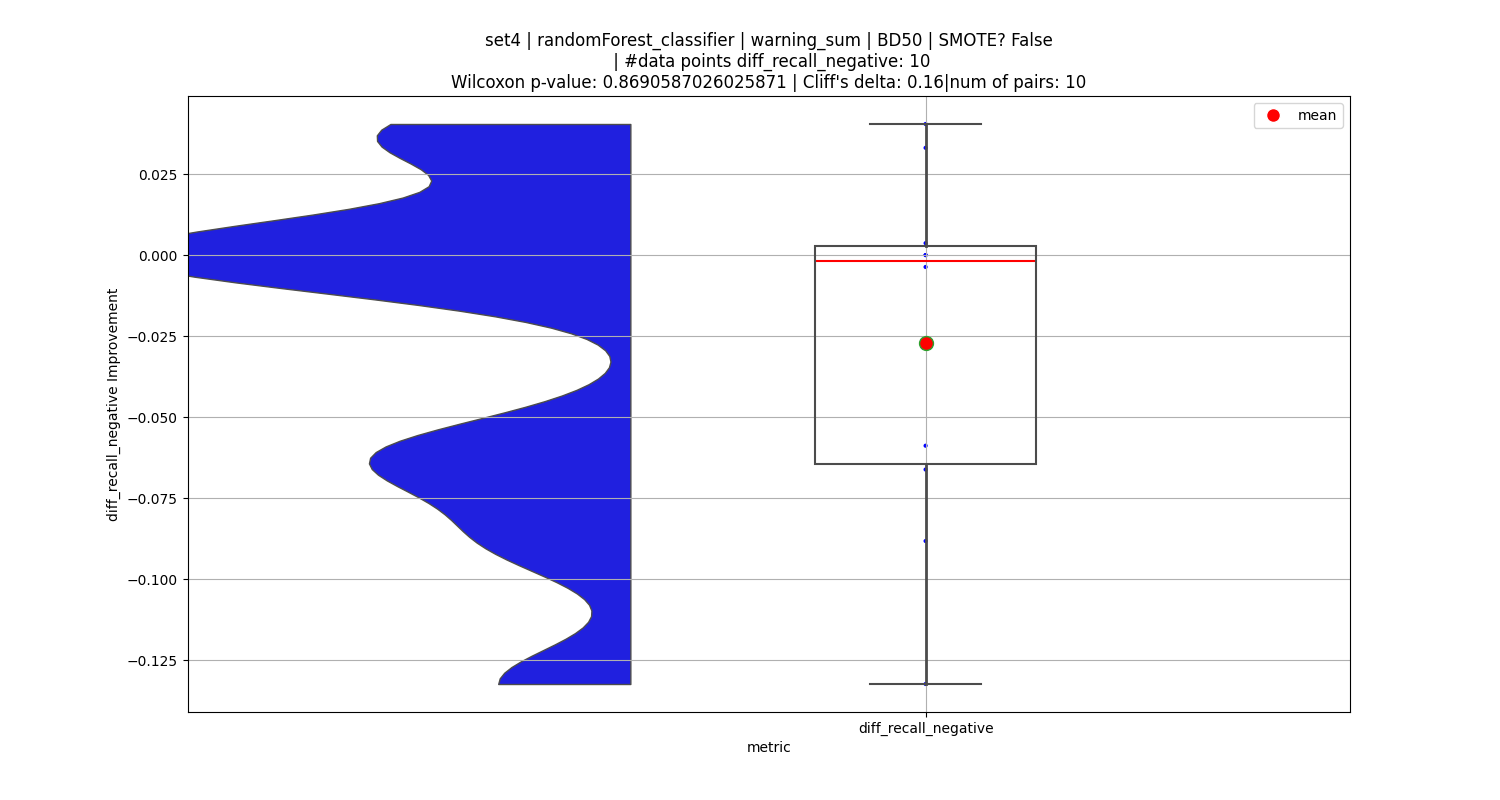 set4 | randomForest_classifier | warning_sum | BD50 | SMOTE? False
| #data points diff_recall_negative: 10
Wilcoxon p-value: 0.8690587026025871 | Cliff's delta: 0.16|num of pairs: 10
mean
0.025
0.000
−0.025
−0.050
−0.075
−0.100
−0.125
diff_recall_negative Improvement
diff_recall_negative
metric